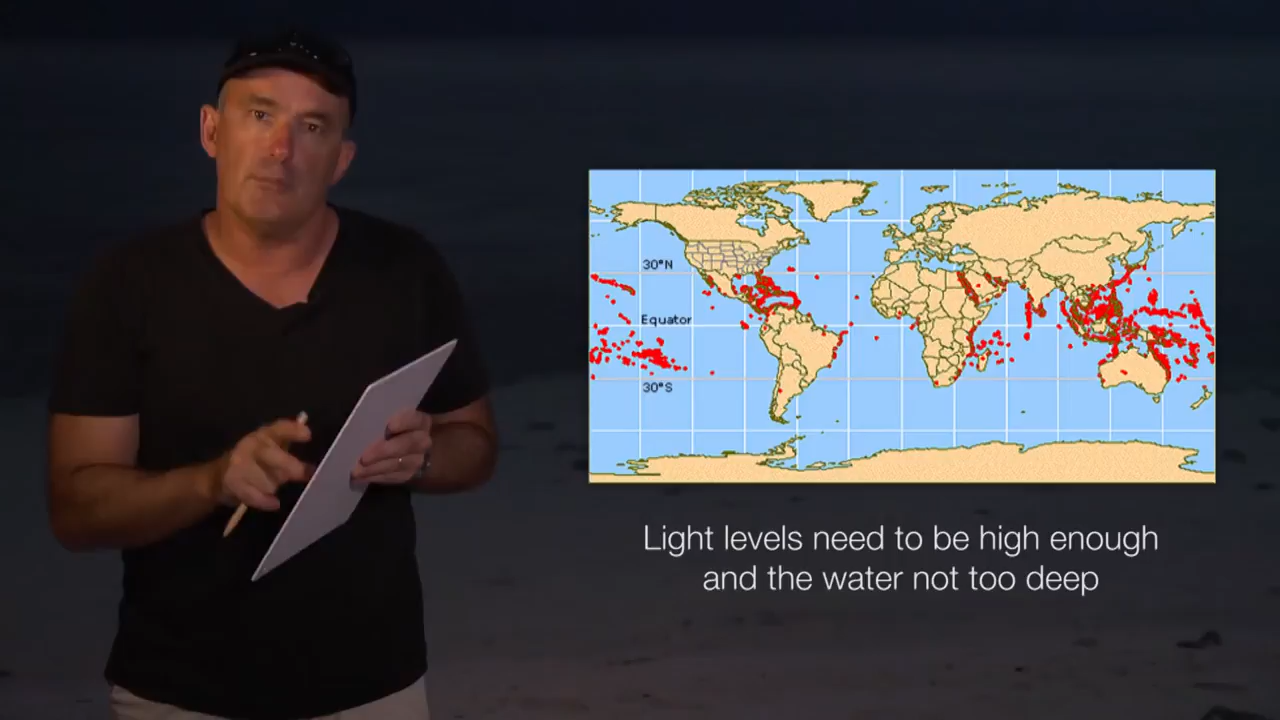 30°N
Equator
30°S
Light levels need to be high enough
and the water not too deep